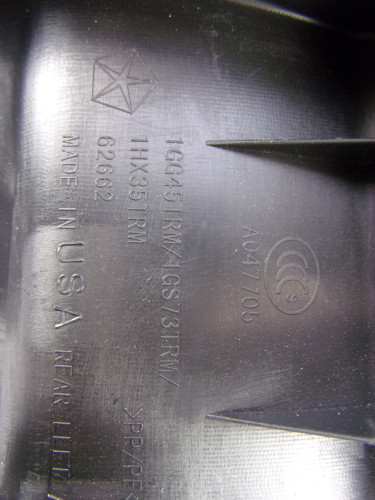 A047705
1GG45TRM/1GS73TRM/
1HX35TRM
62662
>PP/PE<
MADE IN USA REAR LEFT